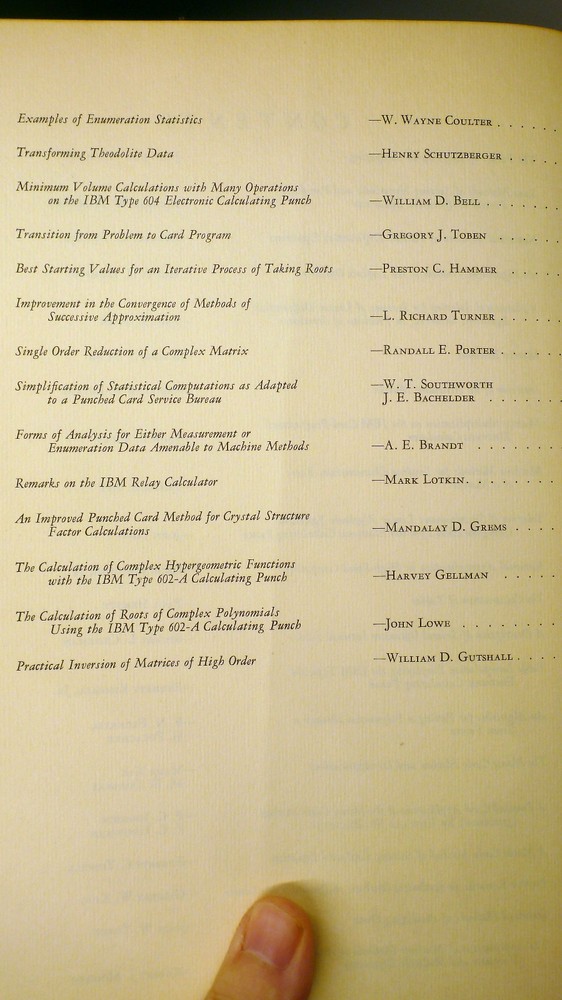 Examples of Enumeration Statistics —W. Wayne Coulter . . . . .
Transforming Theodolite Data —Henry Schutzberger . . . .
Minimum Volume Calculations with Many Operations
on the IBM Type 604 Electronic Calculating Punch —William D. Bell . . . . . .
Transition from Problem to Card Program —Gregory J. Toben . . . . .
Best Starting Values for an Iterative Process of Taking Roots —Preston C. Hammer . . . .
Improvement in the Convergence of Methods of
Successive Approximation —L. Richard Turner . . . . .
Single Order Reduction of a Complex Matrix —Randall E. Porter . . . . .
Simplification of Statistical Computations as Adapted —W. T. Southworth
to a Punched Card Service Bureau J. E. Bachelder . . . . . .
Forms of Analysis for Either Measurement or
Enumeration Data Amenable to Machine Methods —A. E. Brandt . . . . . . .
Remarks on the IBM Relay Calculator —Mark Lotkin. . . . . . .
An Improved Punched Card Method for Crystal Structure
Factor Calculations —Mandalay D. Grems . . . .
The Calculation of Complex Hypergeometric Functions
with the IBM Type 602-A Calculating Punch —Harvey Gellman . . . . .
The Calculation of Roots of Complex Polynomials
Using the IBM Type 602-A Calculating Punch —John Lowe . . . . . . . .
Practical Inversion of Matrices of High Order —William D. Gutshall . . . .